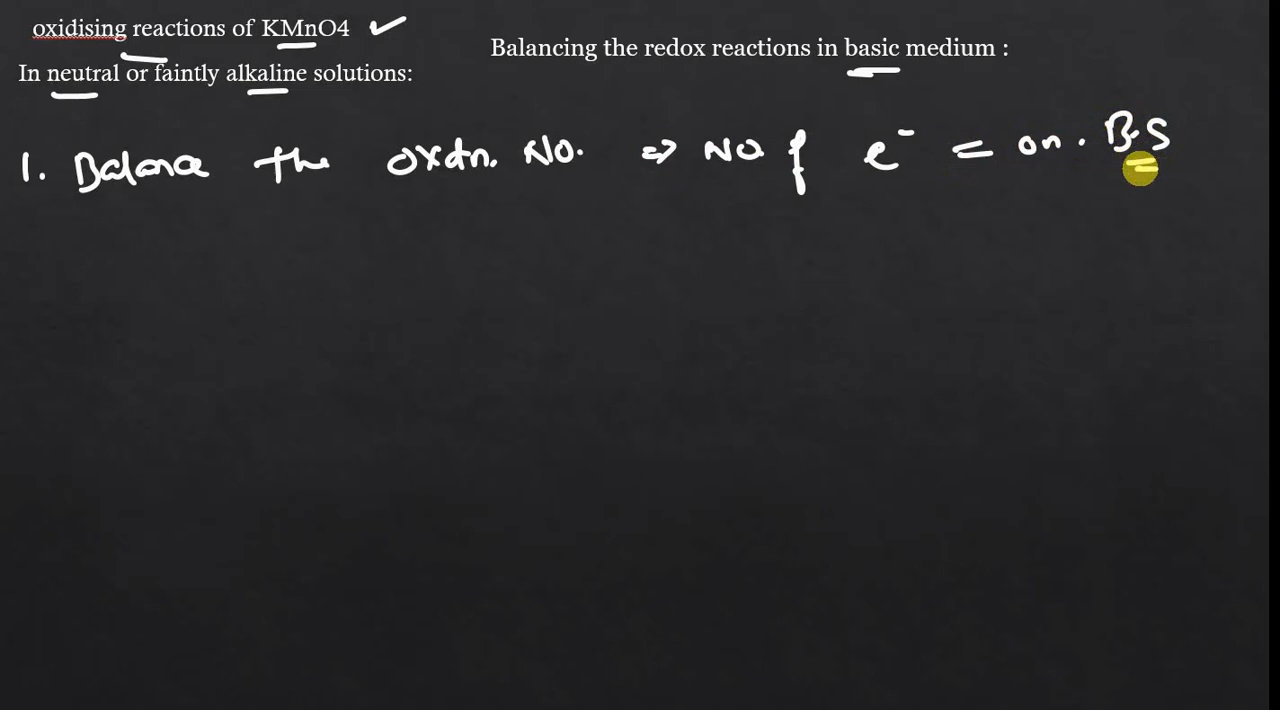 oxidising reactions of KMnO4
Balancing the redox reactions in basic medium :
In neutral or faintly alkaline solutions:
1. Balance the oxdn. No. => No of e⁻ = on. B.S